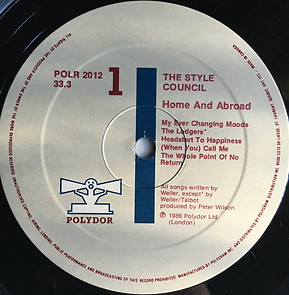 POLR 2012
33.3
1
THE STYLE
COUNCIL
Home And Abroad
My Ever Changing Moods
The Lodgers*
Headstart To Happiness
(When You) Call Me
The Whole Point Of No
Return
All songs written by
Weller, except* by
Weller/Talbot
produced by Peter Wilson
℗ 1986 Polydor Ltd.
(London)
POLYDOR